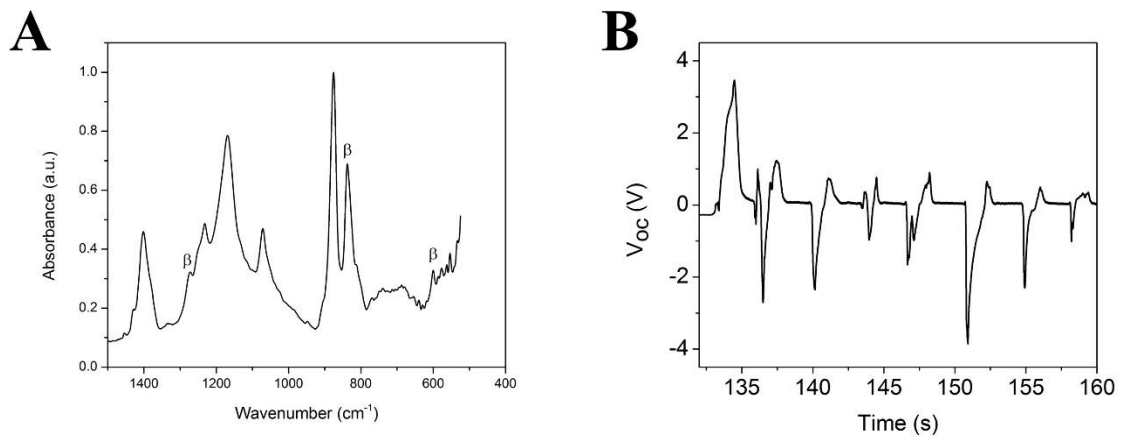 A
1.0
0.8
0.6
0.4
0.2
0.0
Absorbance (a.u.)
β
β
β
1400 1200 1000 800 600 400
Wavenumber (cm⁻¹)
B
4
2
0
-2
-4
V_OC (V)
135 140 145 150 155 160
Time (s)